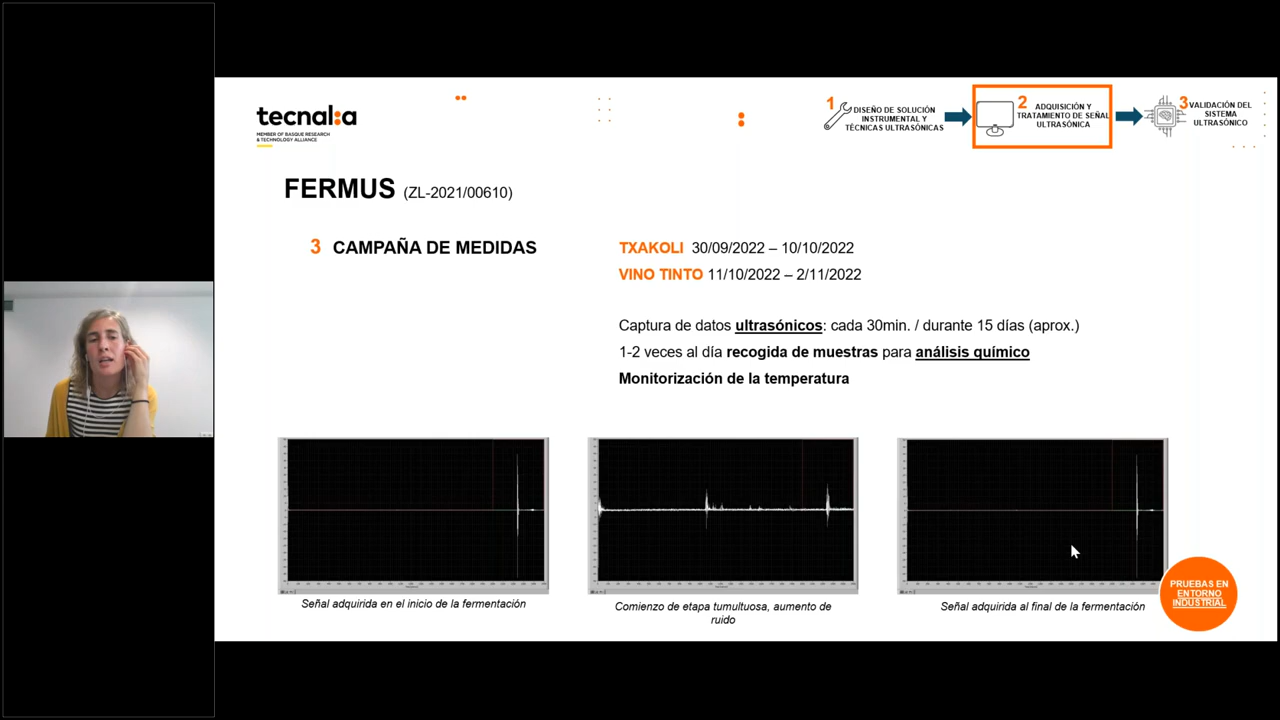 tecnal:a
MEMBER OF BASQUE RESEARCH
& TECHNOLOGY ALLIANCE
1
DISEÑO DE SOLUCIÓN
INSTRUMENTAL Y
TÉCNICAS ULTRASÓNICAS
2
ADQUISICIÓN Y
TRATAMIENTO DE SEÑAL
ULTRASÓNICA
3
VALIDACIÓN DEL
SISTEMA
ULTRASÓNICO
FERMUS (ZL-2021/00610)
3 CAMPAÑA DE MEDIDAS
TXAKOLI 30/09/2022 – 10/10/2022
VINO TINTO 11/10/2022 – 2/11/2022
Captura de datos ultrasónicos: cada 30min. / durante 15 días (aprox.)
1-2 veces al día recogida de muestras para análisis químico
Monitorización de la temperatura
Señal adquirida en el inicio de la fermentación
Comienzo de etapa tumultuosa, aumento de
ruido
Señal adquirida al final de la fermentación
PRUEBAS EN
ENTORNO
INDUSTRIAL